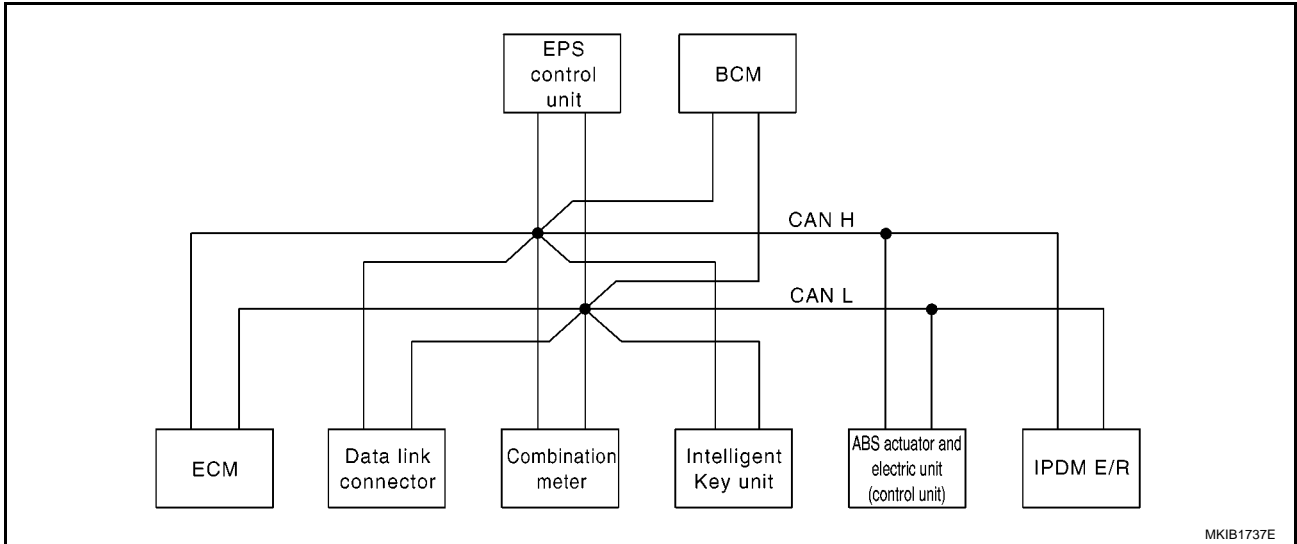 EPS
control
unit
BCM
CAN H
CAN L
ECM
Data link
connector
Combination
meter
Intelligent
Key unit
ABS actuator and
electric unit
(control unit)
IPDM E/R
MKIB1737E